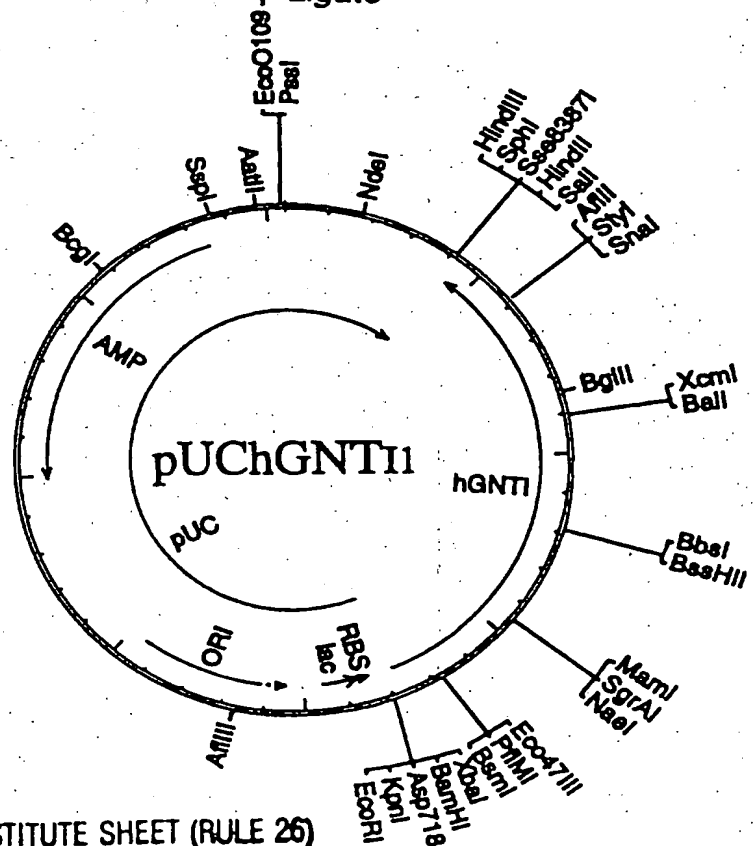 Ligate
EcoO109
PssI
AatII
SspI
NdeI
BcgI
HindIII
SphI
Sse8387I
HindII
SalI
AflII
StyI
SnaI
BglII
XcmI
BalI
AMP
pUChGNTI1
hGNTI
pUC
BbsI
BssHII
ORI
RBS
lac
MamI
SgrAI
NaeI
AflIII
Eco47III
PflMI
BsmI
XbaI
BamHI
Asp718
KpnI
EcoRI
STITUTE SHEET (RULE 26)